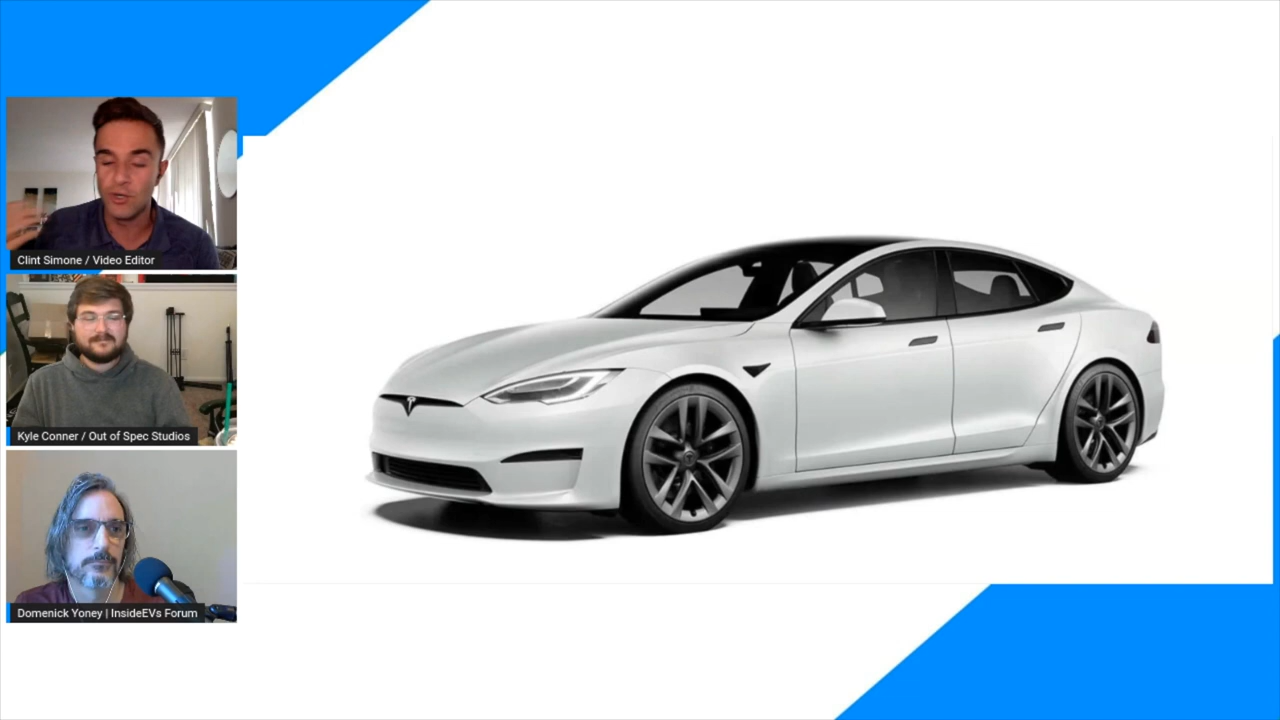 Clint Simone / Video Editor
Kyle Conner / Out of Spec Studios
Domenick Yoney | InsideEVs Forum